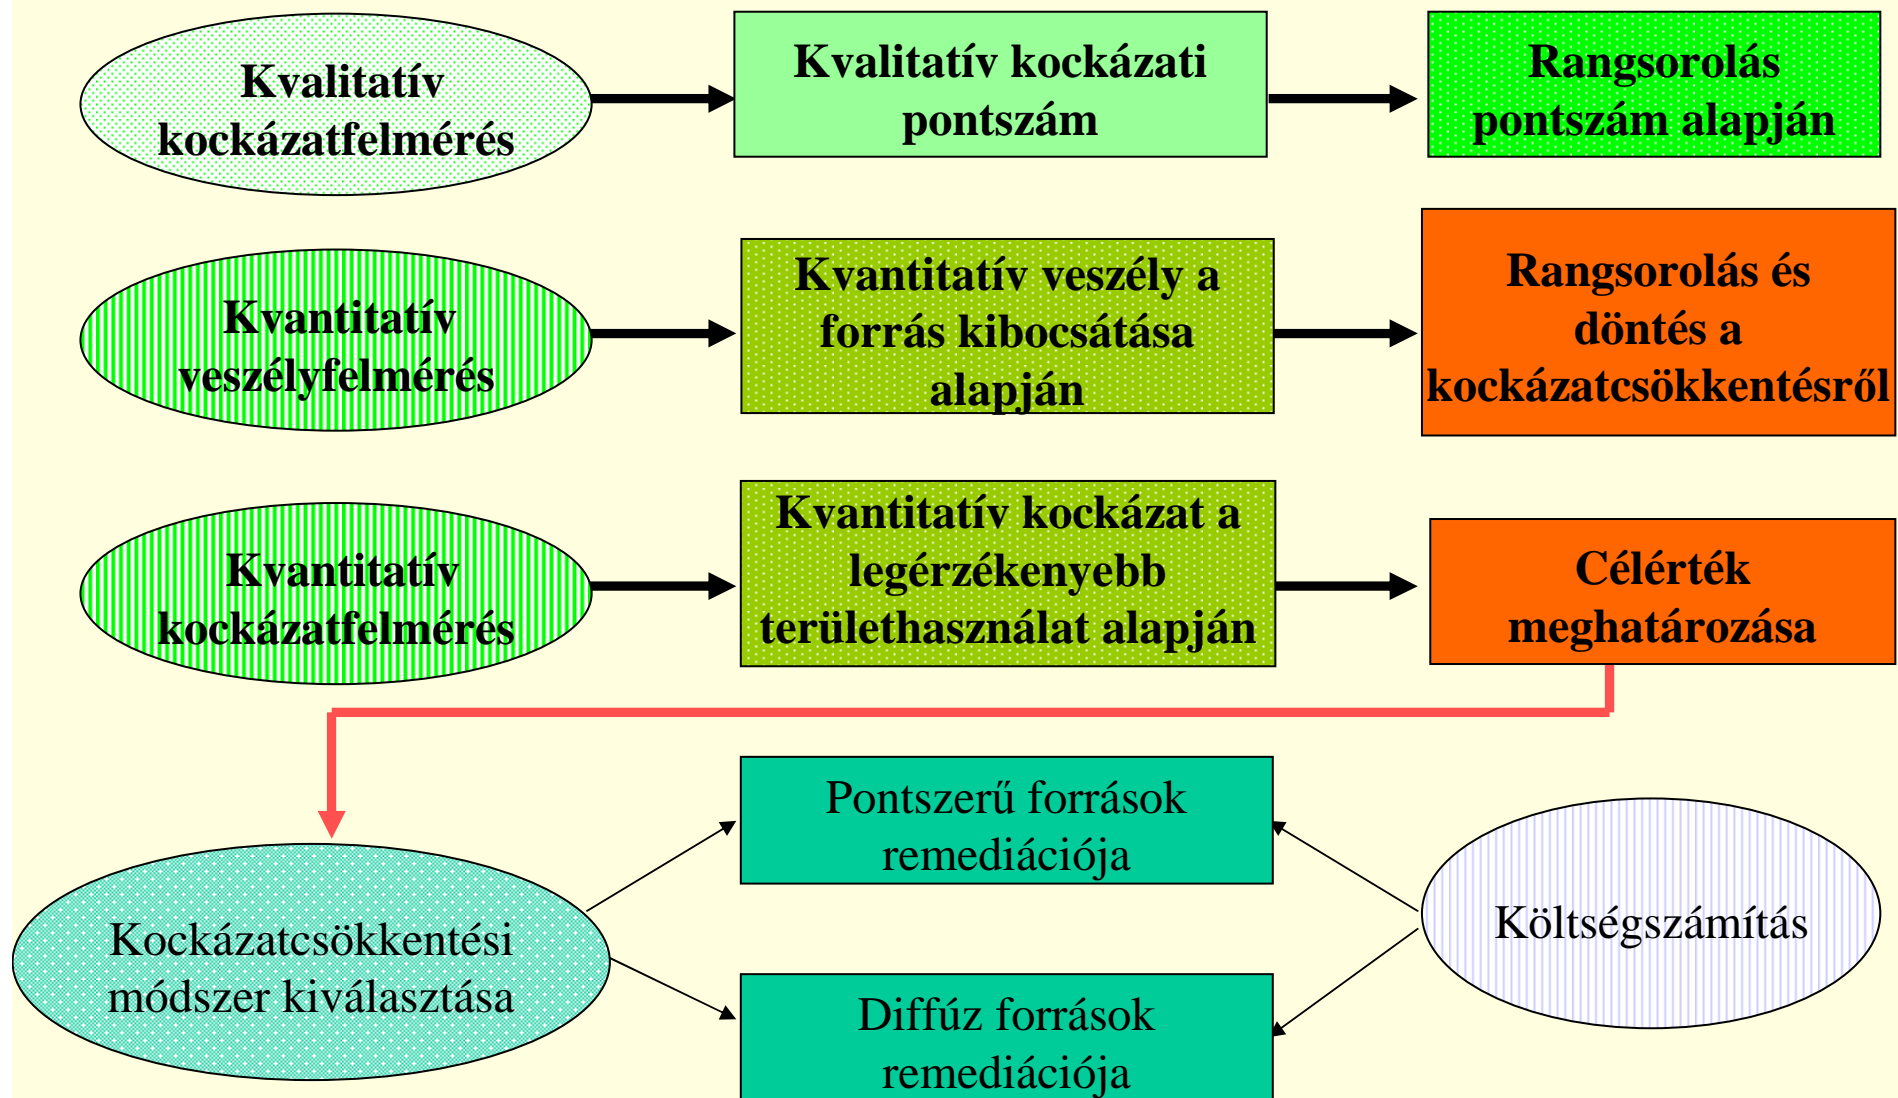 Kvalitatív
kockázatfelmérés
Kvalitatív kockázati
pontszám
Rangsorolás
pontszám alapján
Kvantitatív
veszélyfelmérés
Kvantitatív veszély a
forrás kibocsátása
alapján
Rangsorolás és
döntés a
kockázatcsökkentésről
Kvantitatív
kockázatfelmérés
Kvantitatív kockázat a
legérzékenyebb
területhasználat alapján
Célérték
meghatározása
Kockázatcsökkentési
módszer kiválasztása
Pontszerű források
remediációja
Diffúz források
remediációja
Költségszámítás